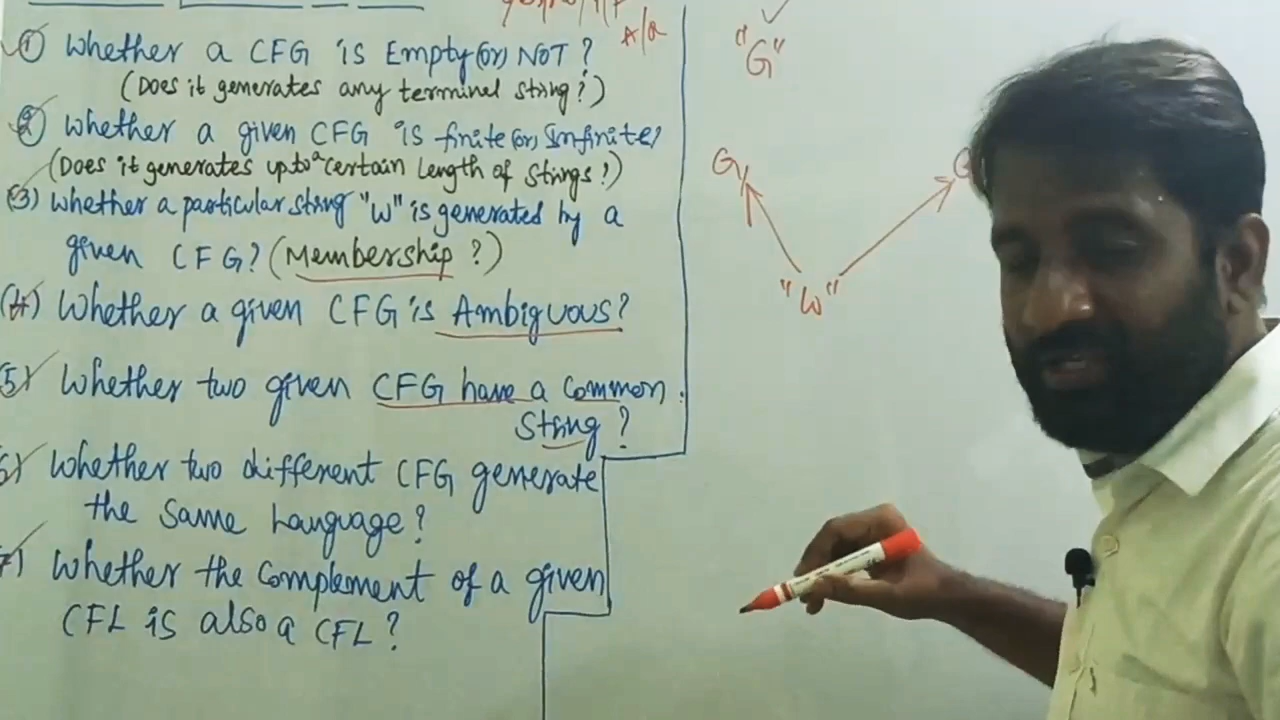 A/R
① Whether a CFG is Empty (or) NOT?
(Does it generates any terminal string?)
② Whether a given CFG is finite (or) Infinite?
(Does it generates upto a certain length of strings?)
(3) Whether a particular string "W" is generated by a
given CFG? (Membership?)
(4) Whether a given CFG is Ambiguous?
5) Whether two given CFG have a common
string?
6) Whether two different CFG generate
the same Language?
7) Whether the Complement of a given
CFL is also a CFL?
"G"
G1
G
"W"